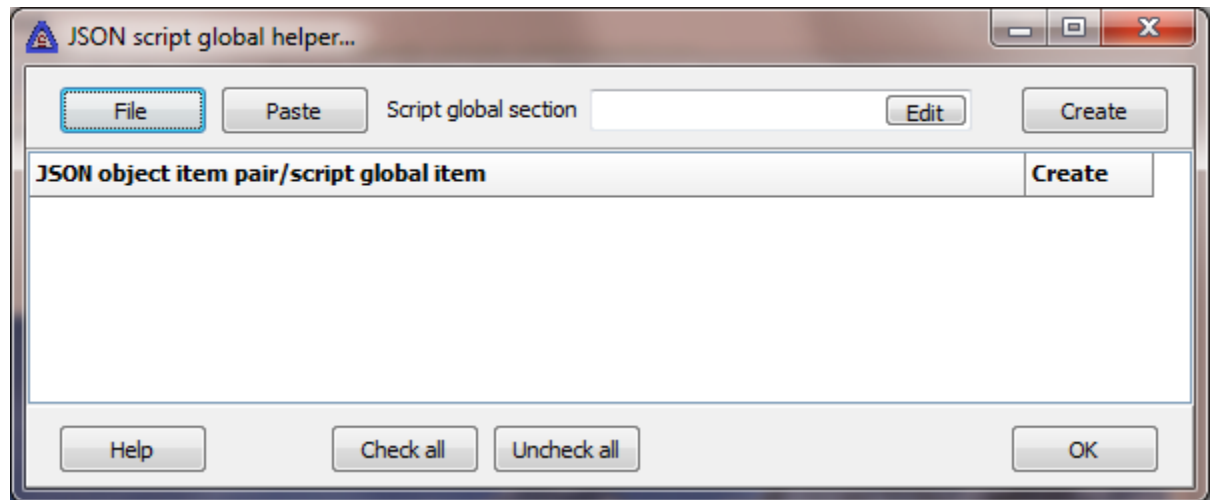 JSON script global helper...
File Paste Script global section Edit Create
JSON object item pair/script global item Create
Help Check all Uncheck all OK